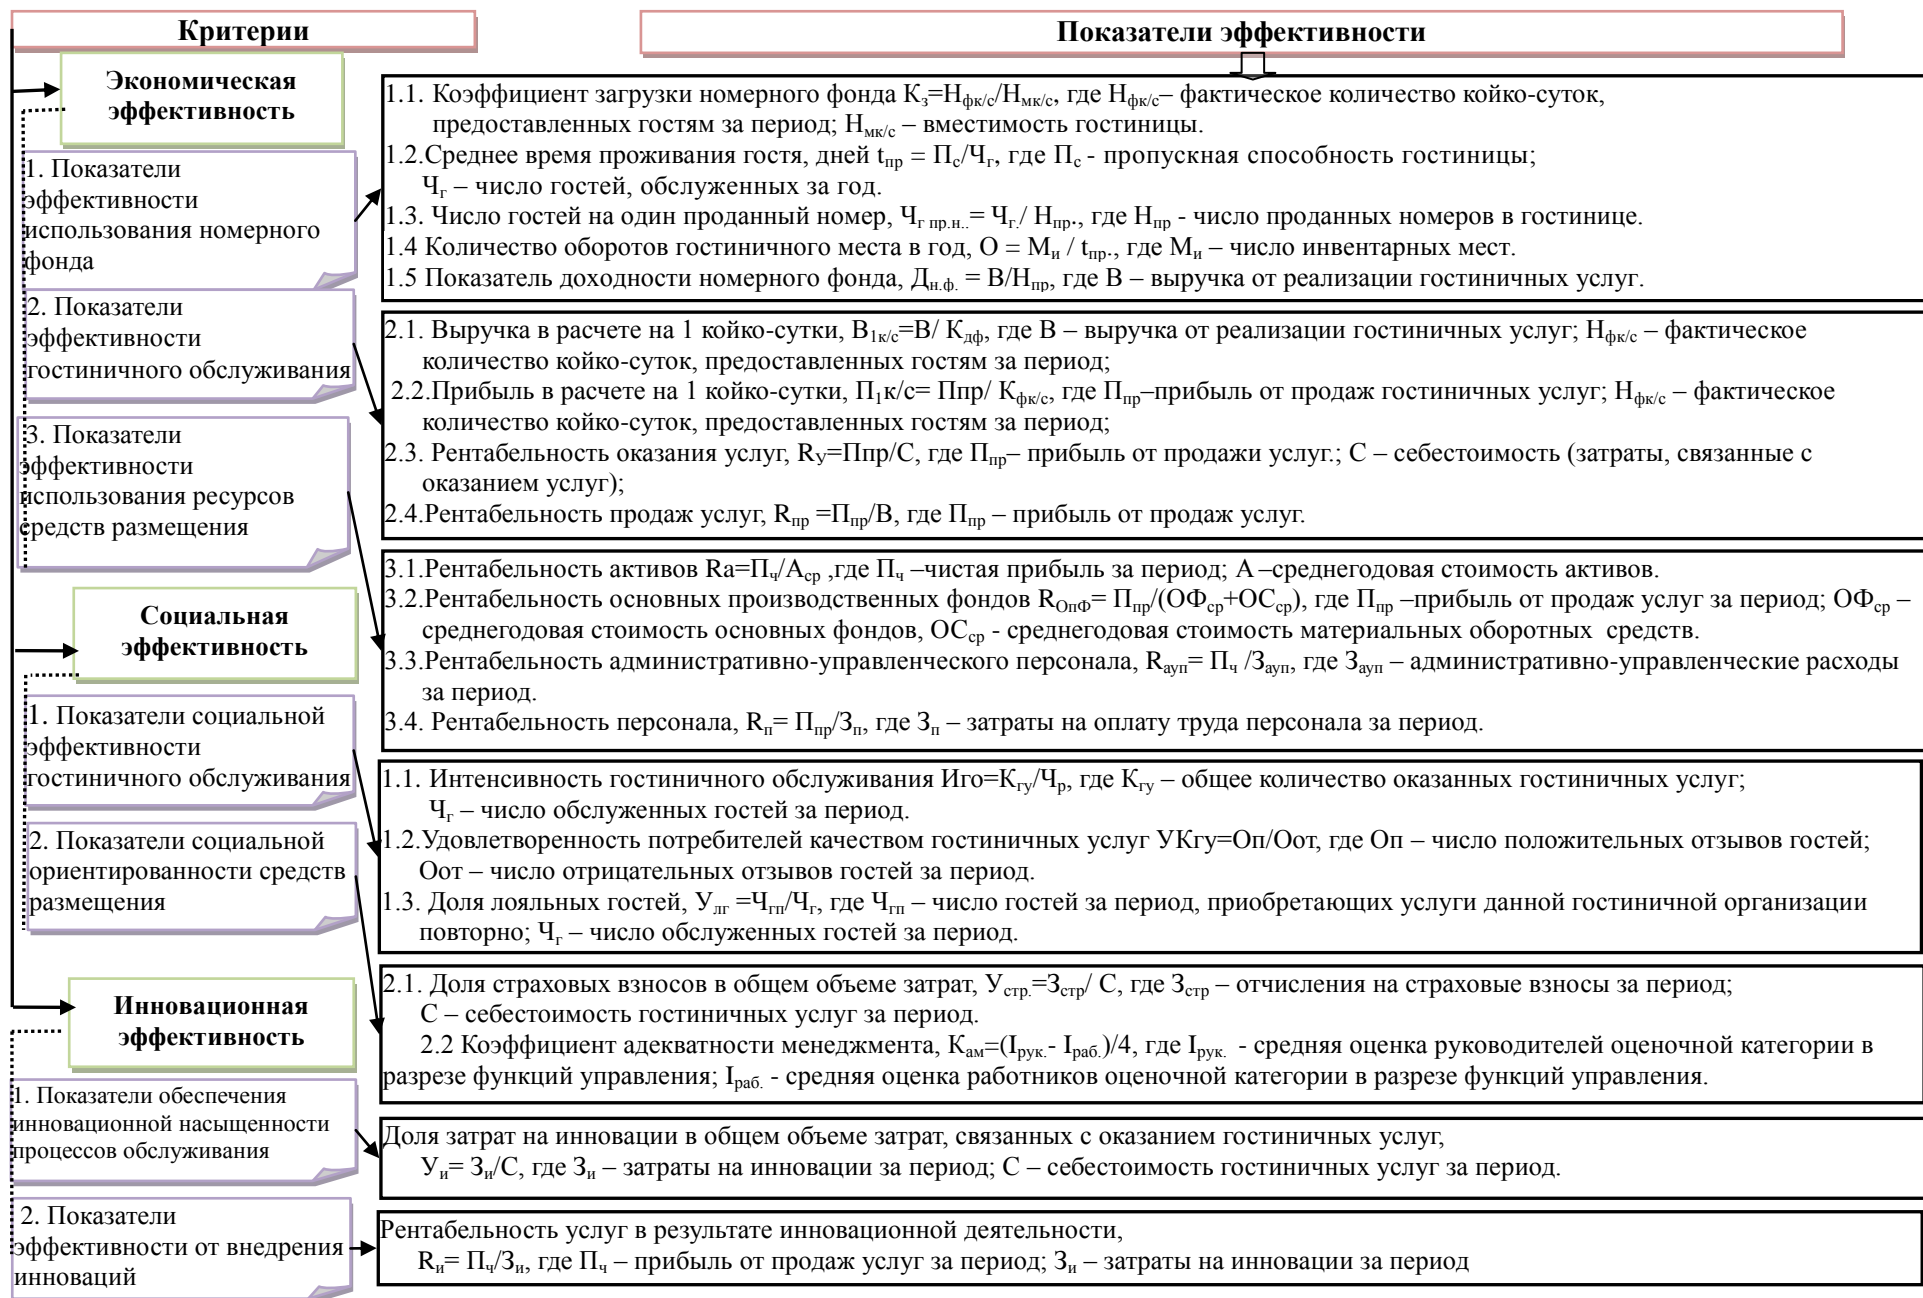 Критерии
Показатели эффективности
Экономическая
эффективность
1. Показатели
эффективности
использования номерного
фонда
1.1. Коэффициент загрузки номерного фонда Кз=Нфк/с/Нмк/с, где Нфк/с– фактическое количество койко-суток,
предоставленных гостям за период; Нмк/с – вместимость гостиницы.
1.2.Среднее время проживания гостя, дней tпр = Пс/Чг, где Пс - пропускная способность гостиницы;
Чг – число гостей, обслуженных за год.
1.3. Число гостей на один проданный номер, Чг пр.н..= Чг./ Нпр., где Нпр - число проданных номеров в гостинице.
1.4 Количество оборотов гостиничного места в год, О = Ми / tпр., где Ми – число инвентарных мест.
1.5 Показатель доходности номерного фонда, Дн.ф. = В/Нпр, где В – выручка от реализации гостиничных услуг.
2. Показатели
эффективности
гостиничного обслуживания
2.1. Выручка в расчете на 1 койко-сутки, В1к/с=В/ Кдф, где В – выручка от реализации гостиничных услуг; Нфк/с – фактическое
количество койко-суток, предоставленных гостям за период;
2.2.Прибыль в расчете на 1 койко-сутки, П1к/с= Ппр/ Кфк/с, где Ппр–прибыль от продаж гостиничных услуг; Нфк/с – фактическое
количество койко-суток, предоставленных гостям за период;
2.3. Рентабельность оказания услуг, RУ=Ппр/С, где Ппр– прибыль от продажи услуг.; С – себестоимость (затраты, связанные с
оказанием услуг);
2.4.Рентабельность продаж услуг, Rпр =Ппр/В, где Ппр – прибыль от продаж услуг.
3. Показатели
эффективности
использования ресурсов
средств размещения
3.1.Рентабельность активов Rа=Пч/Аср ,где Пч –чистая прибыль за период; А –среднегодовая стоимость активов.
3.2.Рентабельность основных производственных фондов RОпФ= Ппр/(ОФср+ОСср), где Ппр –прибыль от продаж услуг за период; ОФср –
среднегодовая стоимость основных фондов, ОСср - среднегодовая стоимость материальных оборотных средств.
3.3.Рентабельность административно-управленческого персонала, Rауп= Пч /Зауп, где Зауп – административно-управленческие расходы
за период.
3.4. Рентабельность персонала, Rп= Ппр/Зп, где Зп – затраты на оплату труда персонала за период.
Социальная
эффективность
1. Показатели социальной
эффективности
гостиничного обслуживания
1.1. Интенсивность гостиничного обслуживания Иго=Кгу/Чр, где Кгу – общее количество оказанных гостиничных услуг;
Чг – число обслуженных гостей за период.
1.2.Удовлетворенность потребителей качеством гостиничных услуг УКгу=Оп/Оот, где Оп – число положительных отзывов гостей;
Оот – число отрицательных отзывов гостей за период.
1.3. Доля лояльных гостей, Улг =Чгп/Чг, где Чгп – число гостей за период, приобретающих услуги данной гостиничной организации
повторно; Чг – число обслуженных гостей за период.
2. Показатели социальной
ориентированности средств
размещения
2.1. Доля страховых взносов в общем объеме затрат, Устр.=Зстр/ С, где Зстр – отчисления на страховые взносы за период;
С – себестоимость гостиничных услуг за период.
2.2 Коэффициент адекватности менеджмента, Кам=(Iрук.- Iраб.)/4, где Iрук. - средняя оценка руководителей оценочной категории в
разрезе функций управления; Iраб. - средняя оценка работников оценочной категории в разрезе функций управления.
Инновационная
эффективность
1. Показатели обеспечения
инновационной насыщенности
процессов обслуживания
Доля затрат на инновации в общем объеме затрат, связанных с оказанием гостиничных услуг,
Уи= Зи/С, где Зи – затраты на инновации за период; С – себестоимость гостиничных услуг за период.
2. Показатели
эффективности от внедрения
инноваций
Рентабельность услуг в результате инновационной деятельности,
Rи= Пч/Зи, где Пч – прибыль от продаж услуг за период; Зи – затраты на инновации за период